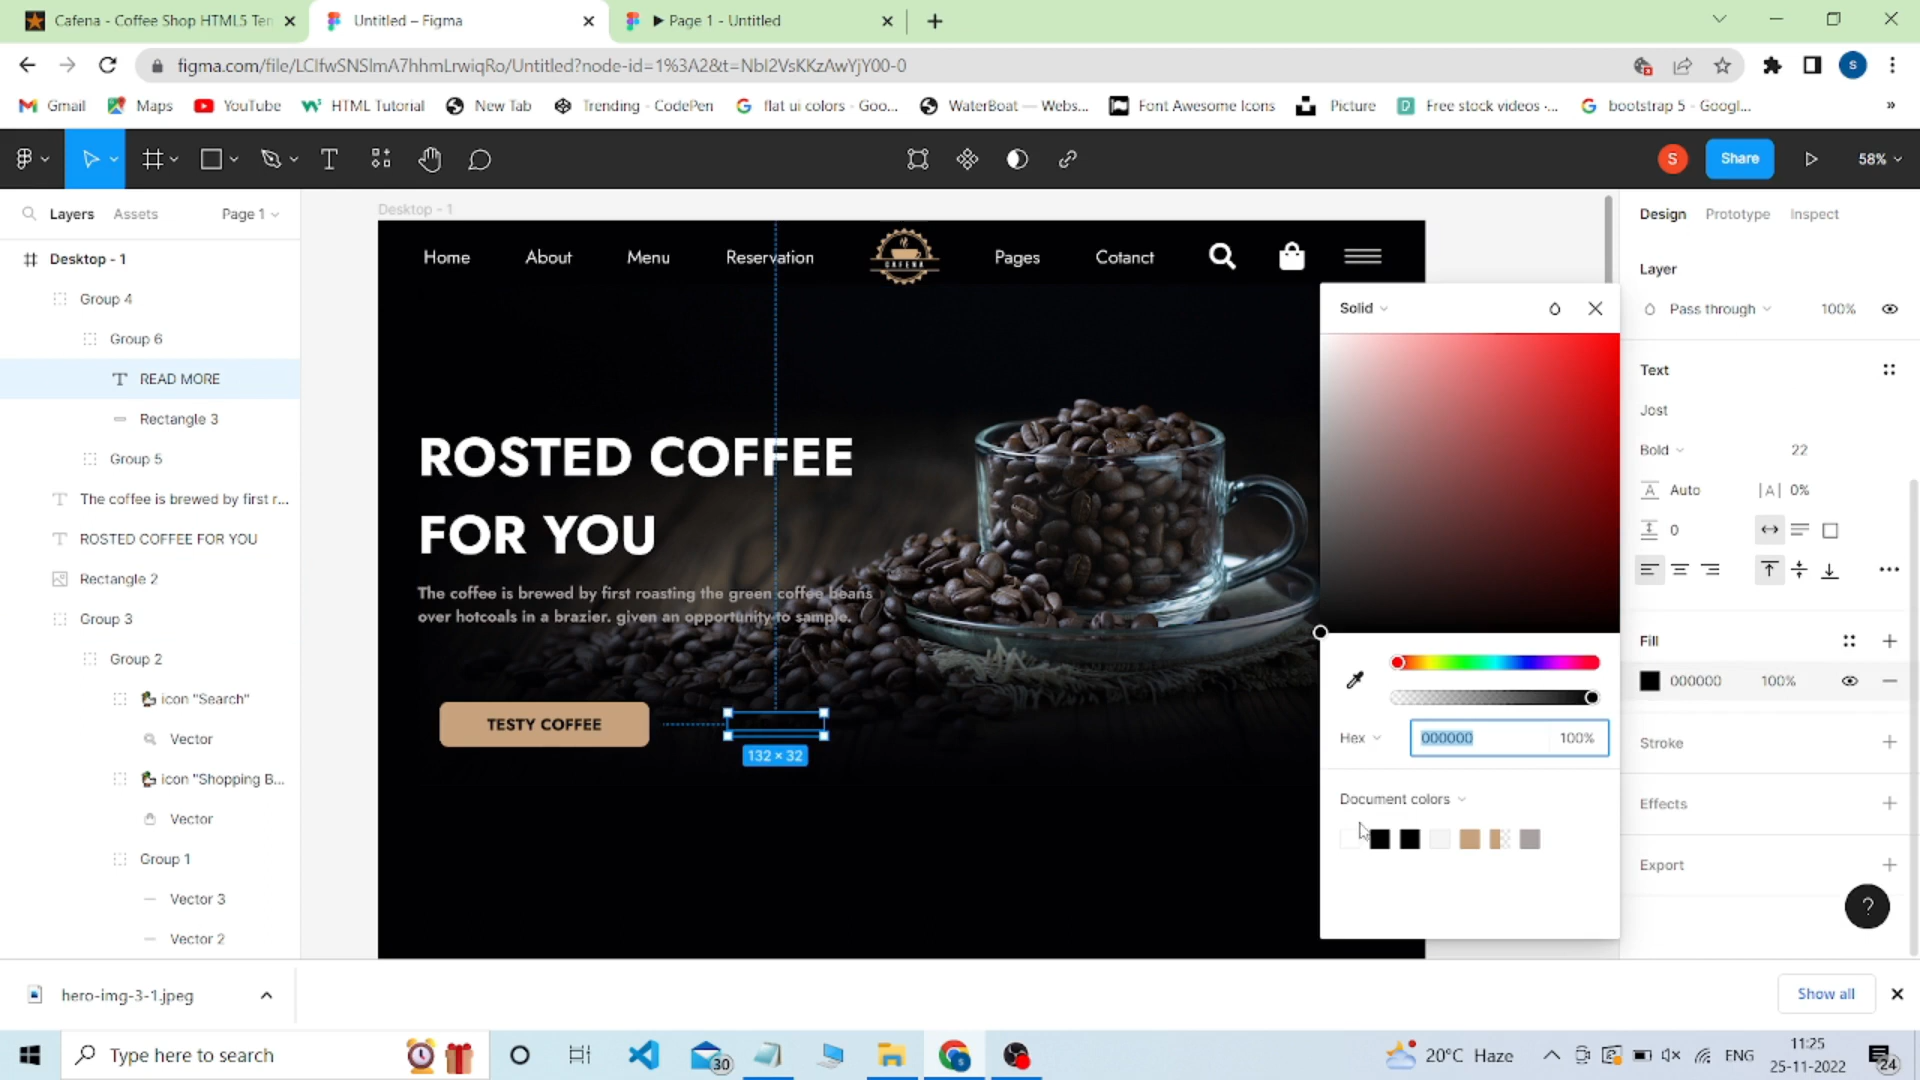 Cafena - Coffee Shop HTML5 Ten
Untitled – Figma
Page 1 - Untitled
figma.com/file/LClfwSNSlmA7hhmLrwiqRo/Untitled?node-id=1%3A2&t=NbI2VsKKzAwYjY00-0
S
Gmail
Maps
YouTube
HTML Tutorial
New Tab
Trending - CodePen
flat ui colors - Goo...
WaterBoat — Webs...
Font Awesome Icons
Picture
Free stock videos -...
bootstrap 5 - Googl...
»
S
Share
58%
Layers
Assets
Page 1
Desktop - 1
Group 4
Group 6
READ MORE
Rectangle 3
Group 5
The coffee is brewed by first r...
ROSTED COFFEE FOR YOU
Rectangle 2
Group 3
Group 2
icon "Search"
Vector
icon "Shopping B...
Vector
Group 1
Vector 3
Vector 2
Desktop - 1
Home
About
Menu
Reservation
CAFENA
Pages
Cotanct
ROSTED COFFEE
FOR YOU
The coffee is brewed by first roasting the green coffee beans
over hotcoals in a brazier. given an opportunity to sample.
TESTY COFFEE
132 × 32
Solid
Hex
000000
100%
Document colors
Design
Prototype
Inspect
Layer
Pass through
100%
Text
Jost
Bold
22
Auto
0%
0
Fill
000000
100%
Stroke
Effects
Export
?
hero-img-3-1.jpeg
Show all
Type here to search
30
20°C Haze
ENG
11:25
25-11-2022
24